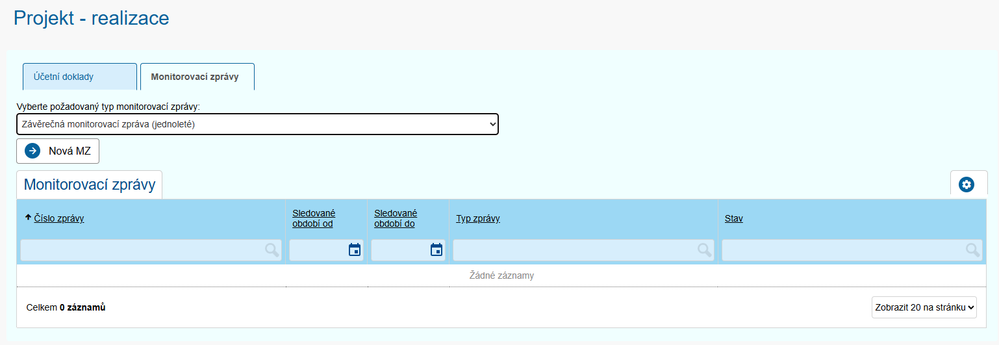 Projekt - realizace
Účetní doklady
Monitorovací zprávy
Vyberte požadovaný typ monitorovací zprávy:
Závěrečná monitorovací zpráva (jednoleté)
Nová MZ
Monitorovací zprávy
Číslo zprávy
Sledované
období od
Sledované
období do
Typ zprávy
Stav
Žádné záznamy
Celkem 0 záznamů
Zobrazit 20 na stránku